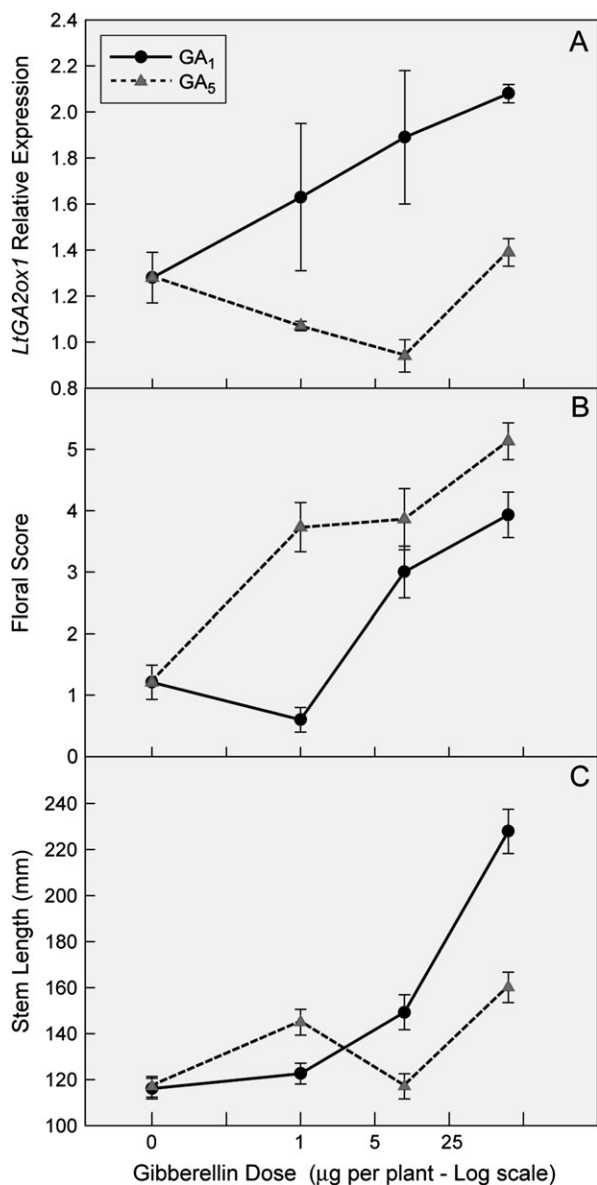 A
GA₁
GA₅
2.4
2.2
2.0
1.8
1.6
1.4
1.2
1.0
0.8
LtGA2ox1 Relative Expression
B
5
4
3
2
1
0
Floral Score
C
240
220
200
180
160
140
120
100
Stem Length (mm)
0 1 5 25
Gibberellin Dose (µg per plant - Log scale)